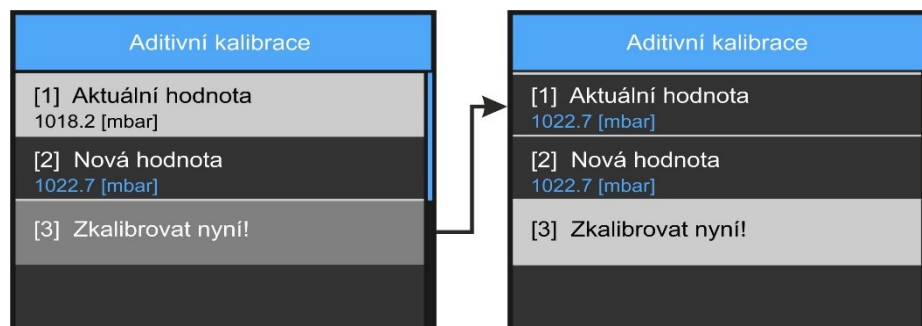 Aditivní kalibrace
[1] Aktuální hodnota
1018.2 [mbar]
[2] Nová hodnota
1022.7 [mbar]
[3] Zkalibrovat nyní!
Aditivní kalibrace
[1] Aktuální hodnota
1022.7 [mbar]
[2] Nová hodnota
1022.7 [mbar]
[3] Zkalibrovat nyní!